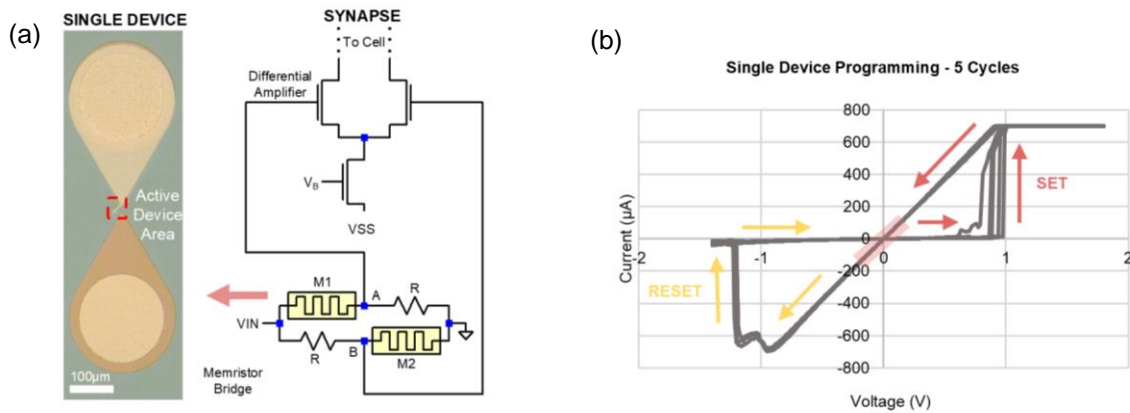 (a)
SINGLE DEVICE
Active
Device
Area
100µm
SYNAPSE
To Cell
Differential
Amplifier
VB
VSS
M1
A
R
VIN
R
B
M2
Memristor
Bridge
(b)
Single Device Programming - 5 Cycles
Current (µA)
800
600
400
200
0
-200
-400
-600
-800
-2
-1
0
1
2
SET
RESET
Voltage (V)